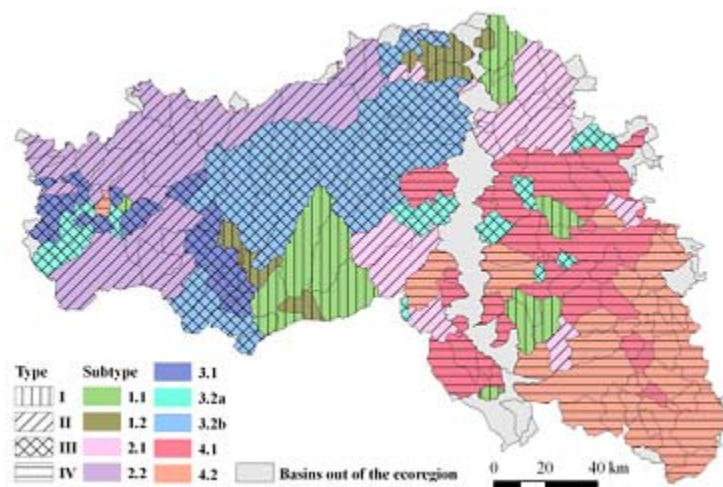 Type Subtype 3.1
I 1.1 3.2a
II 1.2 3.2b
III 2.1 4.1
IV 2.2 4.2
Basins out of the ecoregion
0 20 40 km